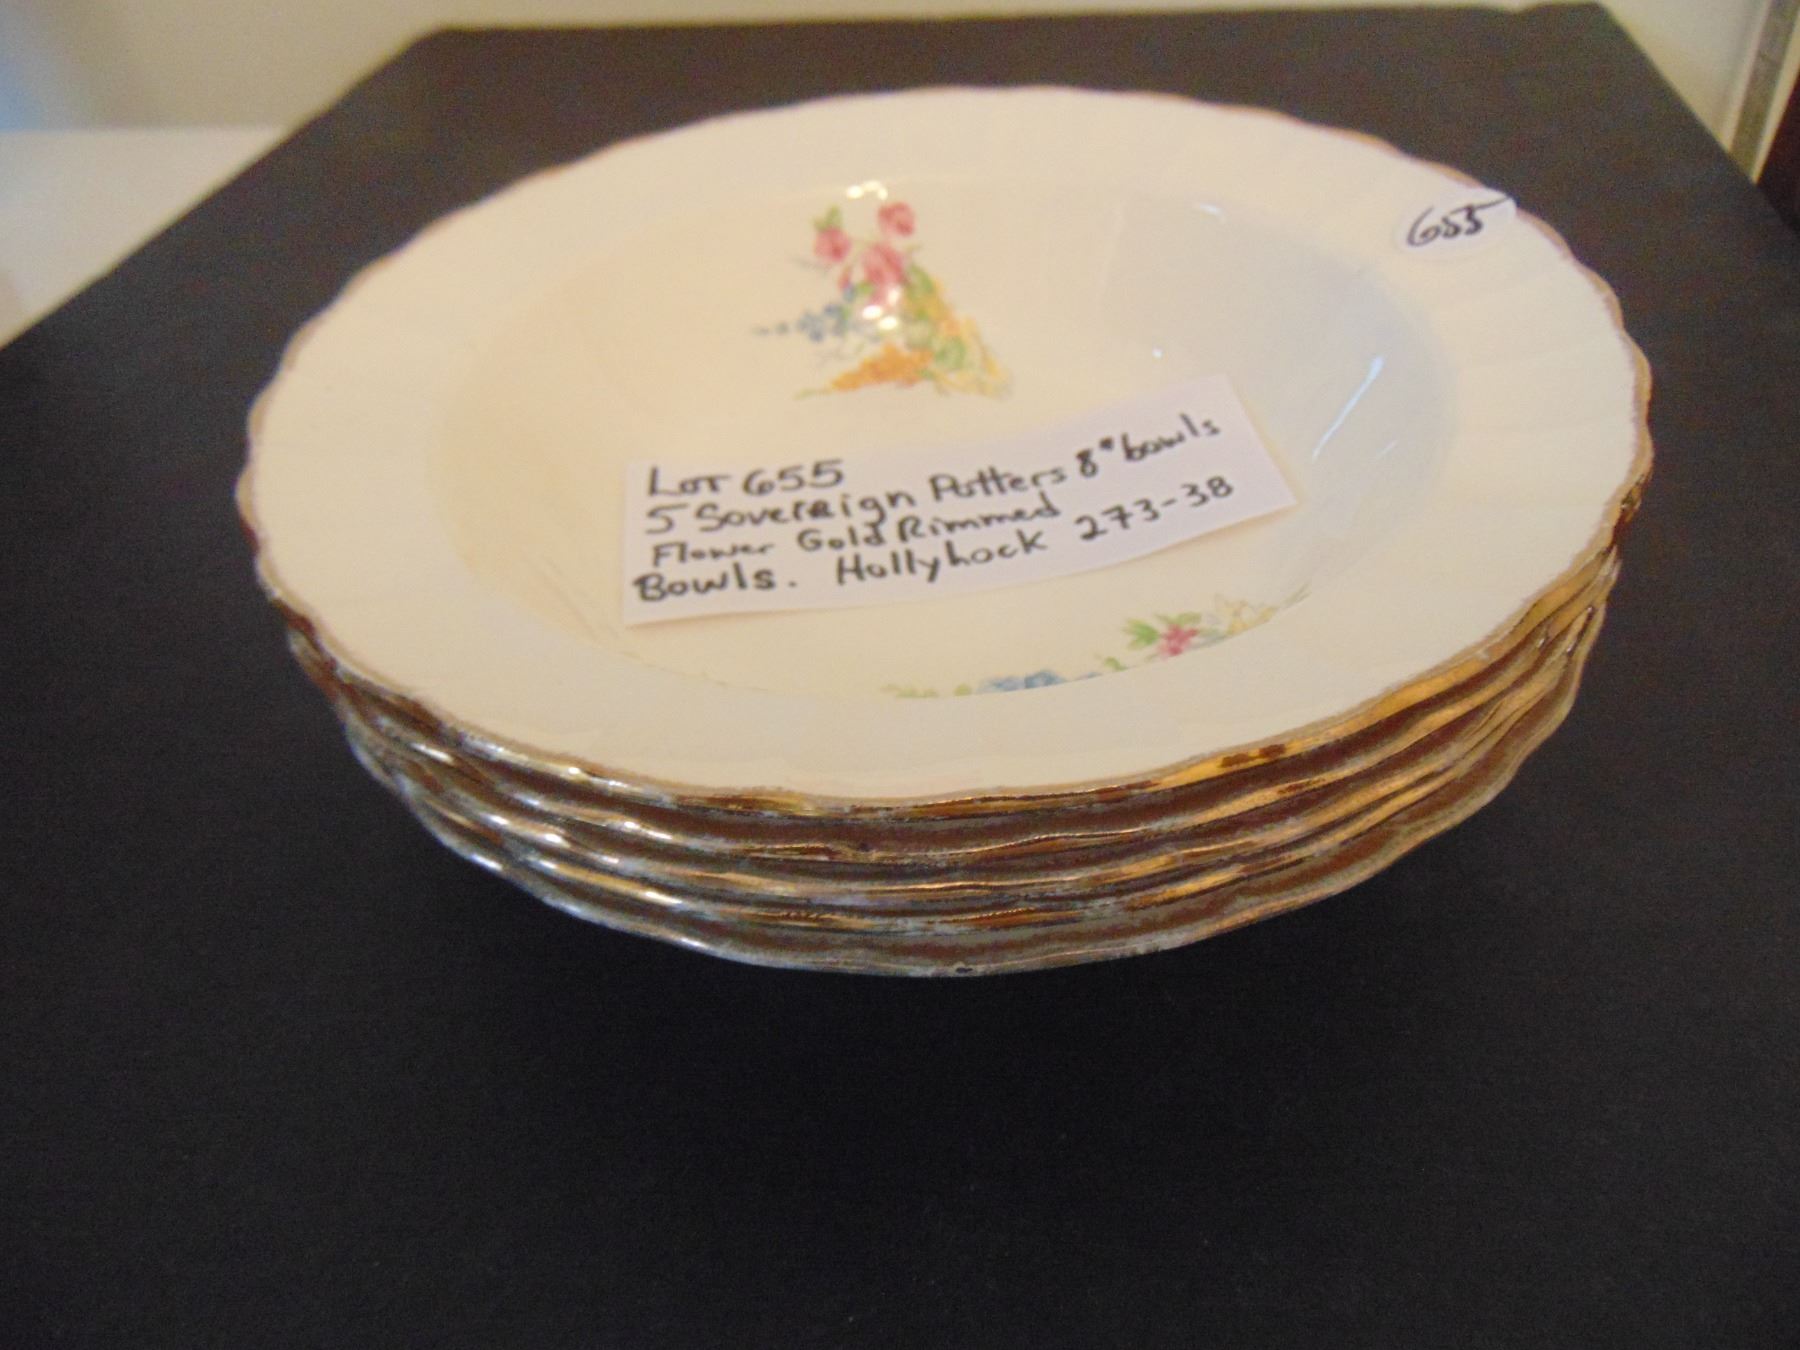 655
Lot 655
5 Sovereign Potters 8" bowls
Flower Gold Rimmed
Bowls. Hollyhock 273-38